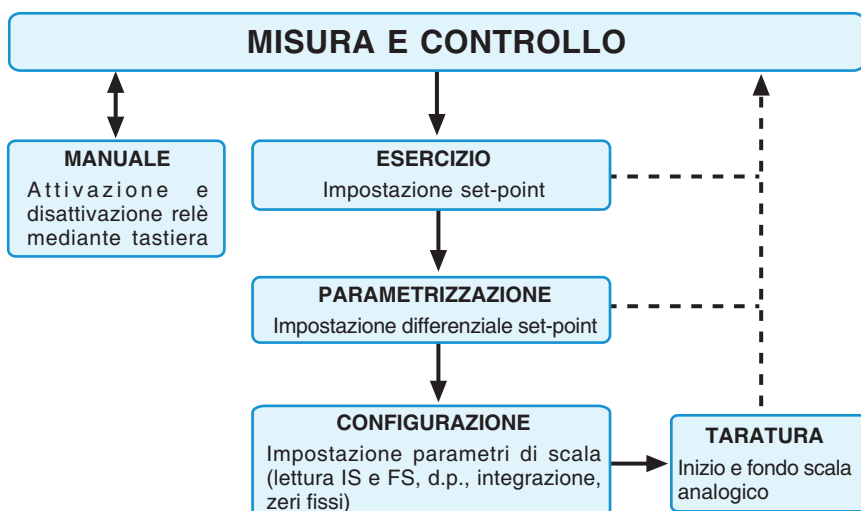 MISURA E CONTROLLO
MANUALE
Attivazione e
disattivazione relè
mediante tastiera
ESERCIZIO
Impostazione set-point
PARAMETRIZZAZIONE
Impostazione differenziale set-point
CONFIGURAZIONE
Impostazione parametri di scala
(lettura IS e FS, d.p., integrazione,
zeri fissi)
TARATURA
Inizio e fondo scala
analogico